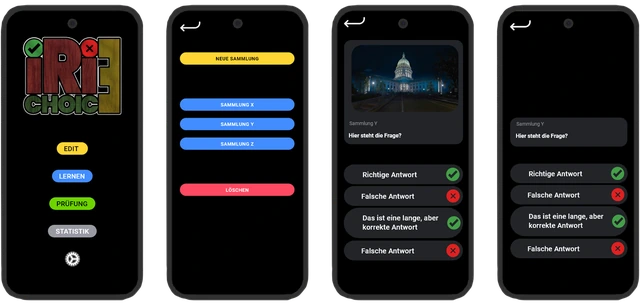 iRiE
CHOICE
EDIT
LERNEN
PRÜFUNG
STATISTIK
NEUE SAMMLUNG
SAMMLUNG X
SAMMLUNG Y
SAMMLUNG Z
LÖSCHEN
Sammlung Y
Hier steht die Frage?
Richtige Antwort
Falsche Antwort
Das ist eine lange, aber
korrekte Antwort
Falsche Antwort
Sammlung Y
Hier steht die Frage?
Richtige Antwort
Falsche Antwort
Das ist eine lange, aber
korrekte Antwort
Falsche Antwort